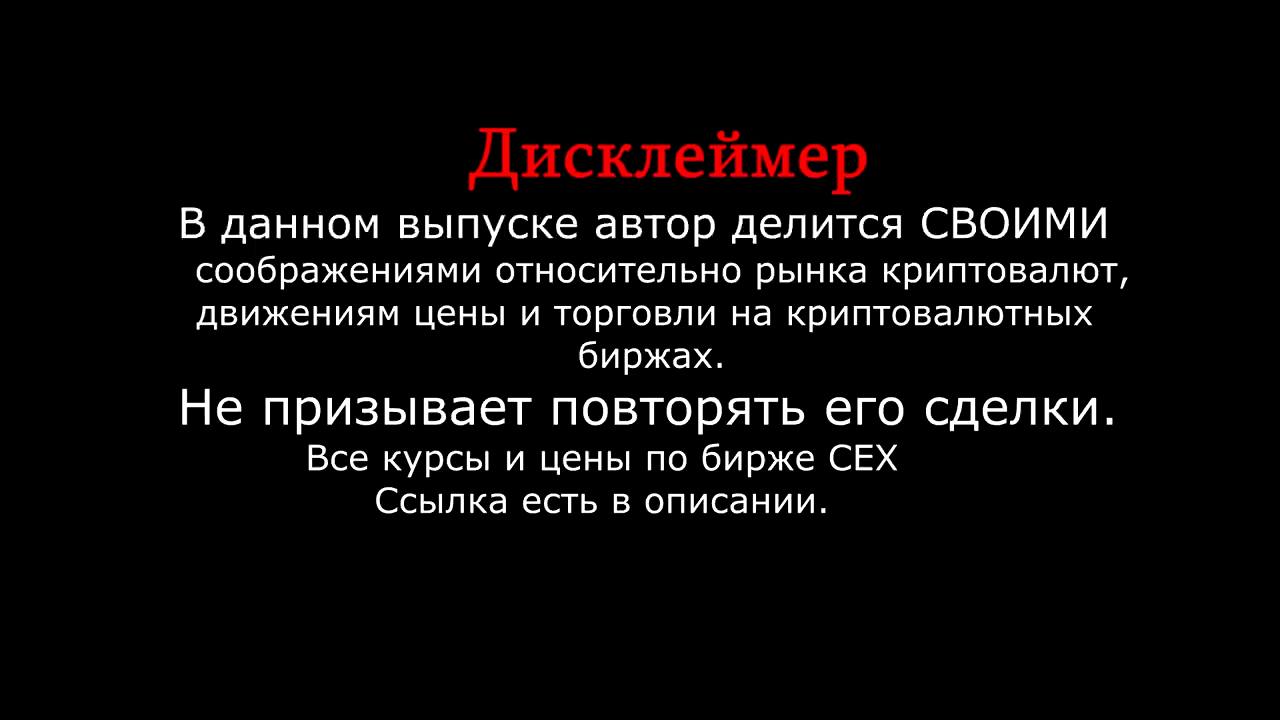 Дисклеймер
В данном выпуске автор делится СВОИМИ
соображениями относительно рынка криптовалют,
движениям цены и торговли на криптовалютных
биржах.
Не призывает повторять его сделки.
Все курсы и цены по бирже CEX
Ссылка есть в описании.